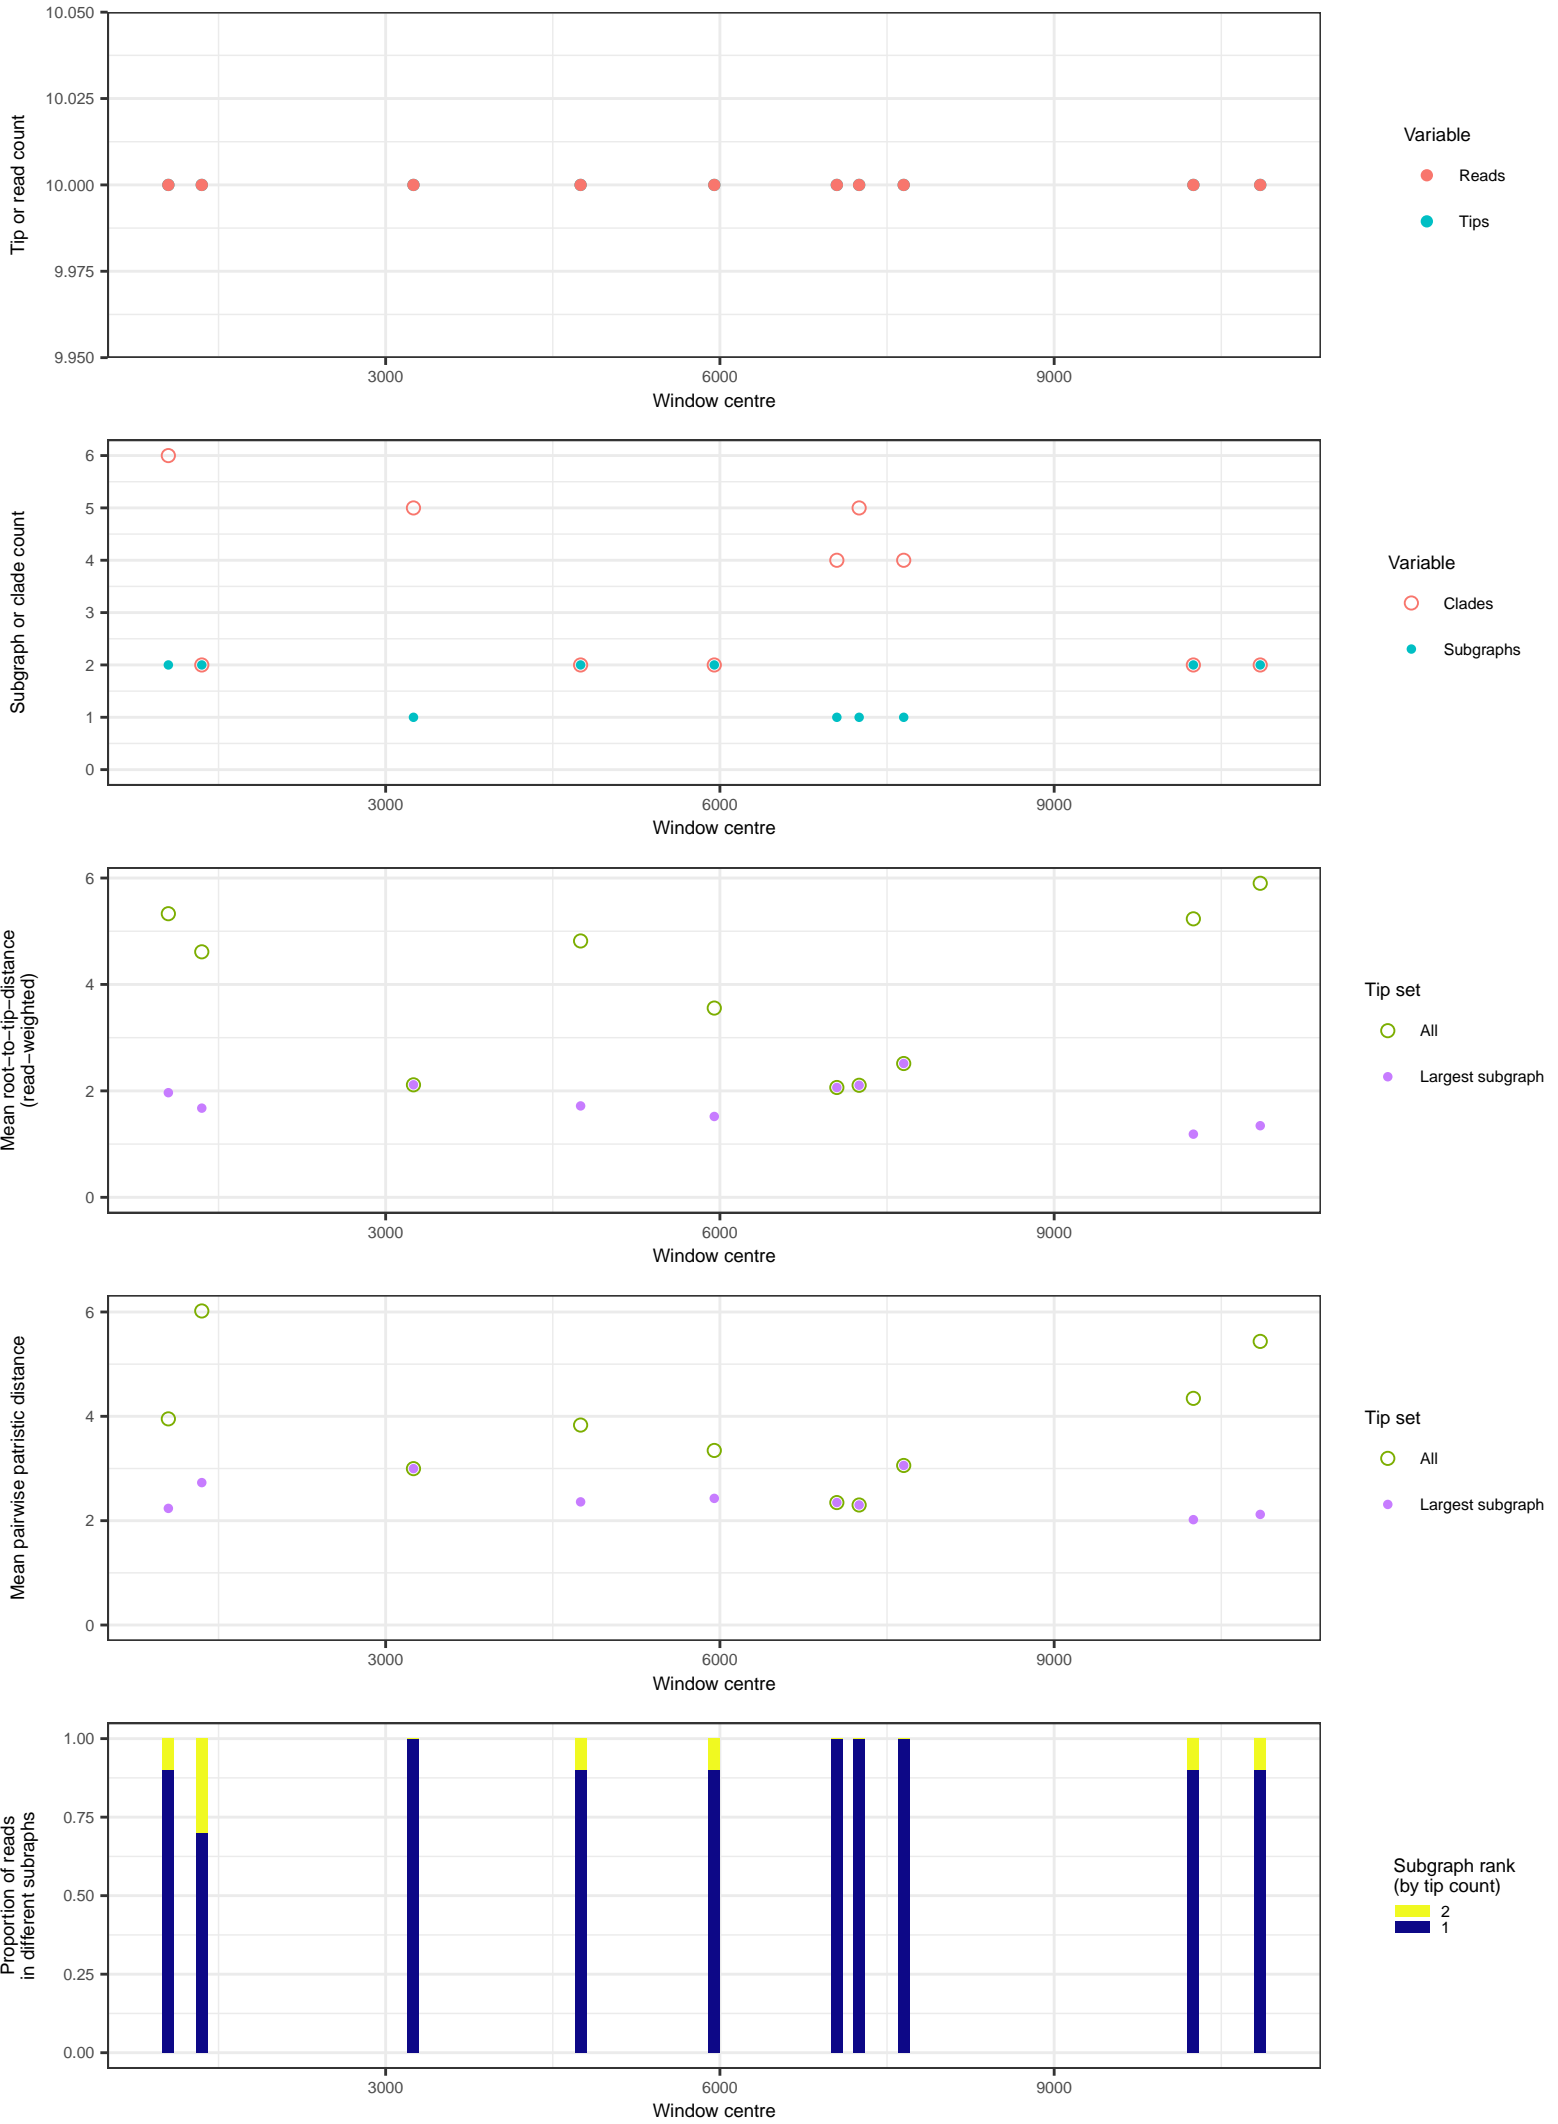 10.050
10.025
10.000
9.975
9.950
Tip or read count
3000 6000 9000
Window centre
Variable
Reads
Tips
6
5
4
3
2
1
0
Subgraph or clade count
3000 6000 9000
Window centre
Variable
Clades
Subgraphs
6
4
2
0
Mean root−to−tip−distance
(read−weighted)
3000 6000 9000
Window centre
Tip set
All
Largest subgraph
6
4
2
0
Mean pairwise patristic distance
3000 6000 9000
Window centre
Tip set
All
Largest subgraph
1.00
0.75
0.50
0.25
0.00
Proportion of reads
in different subraphs
3000 6000 9000
Window centre
Subgraph rank
(by tip count)
2
1